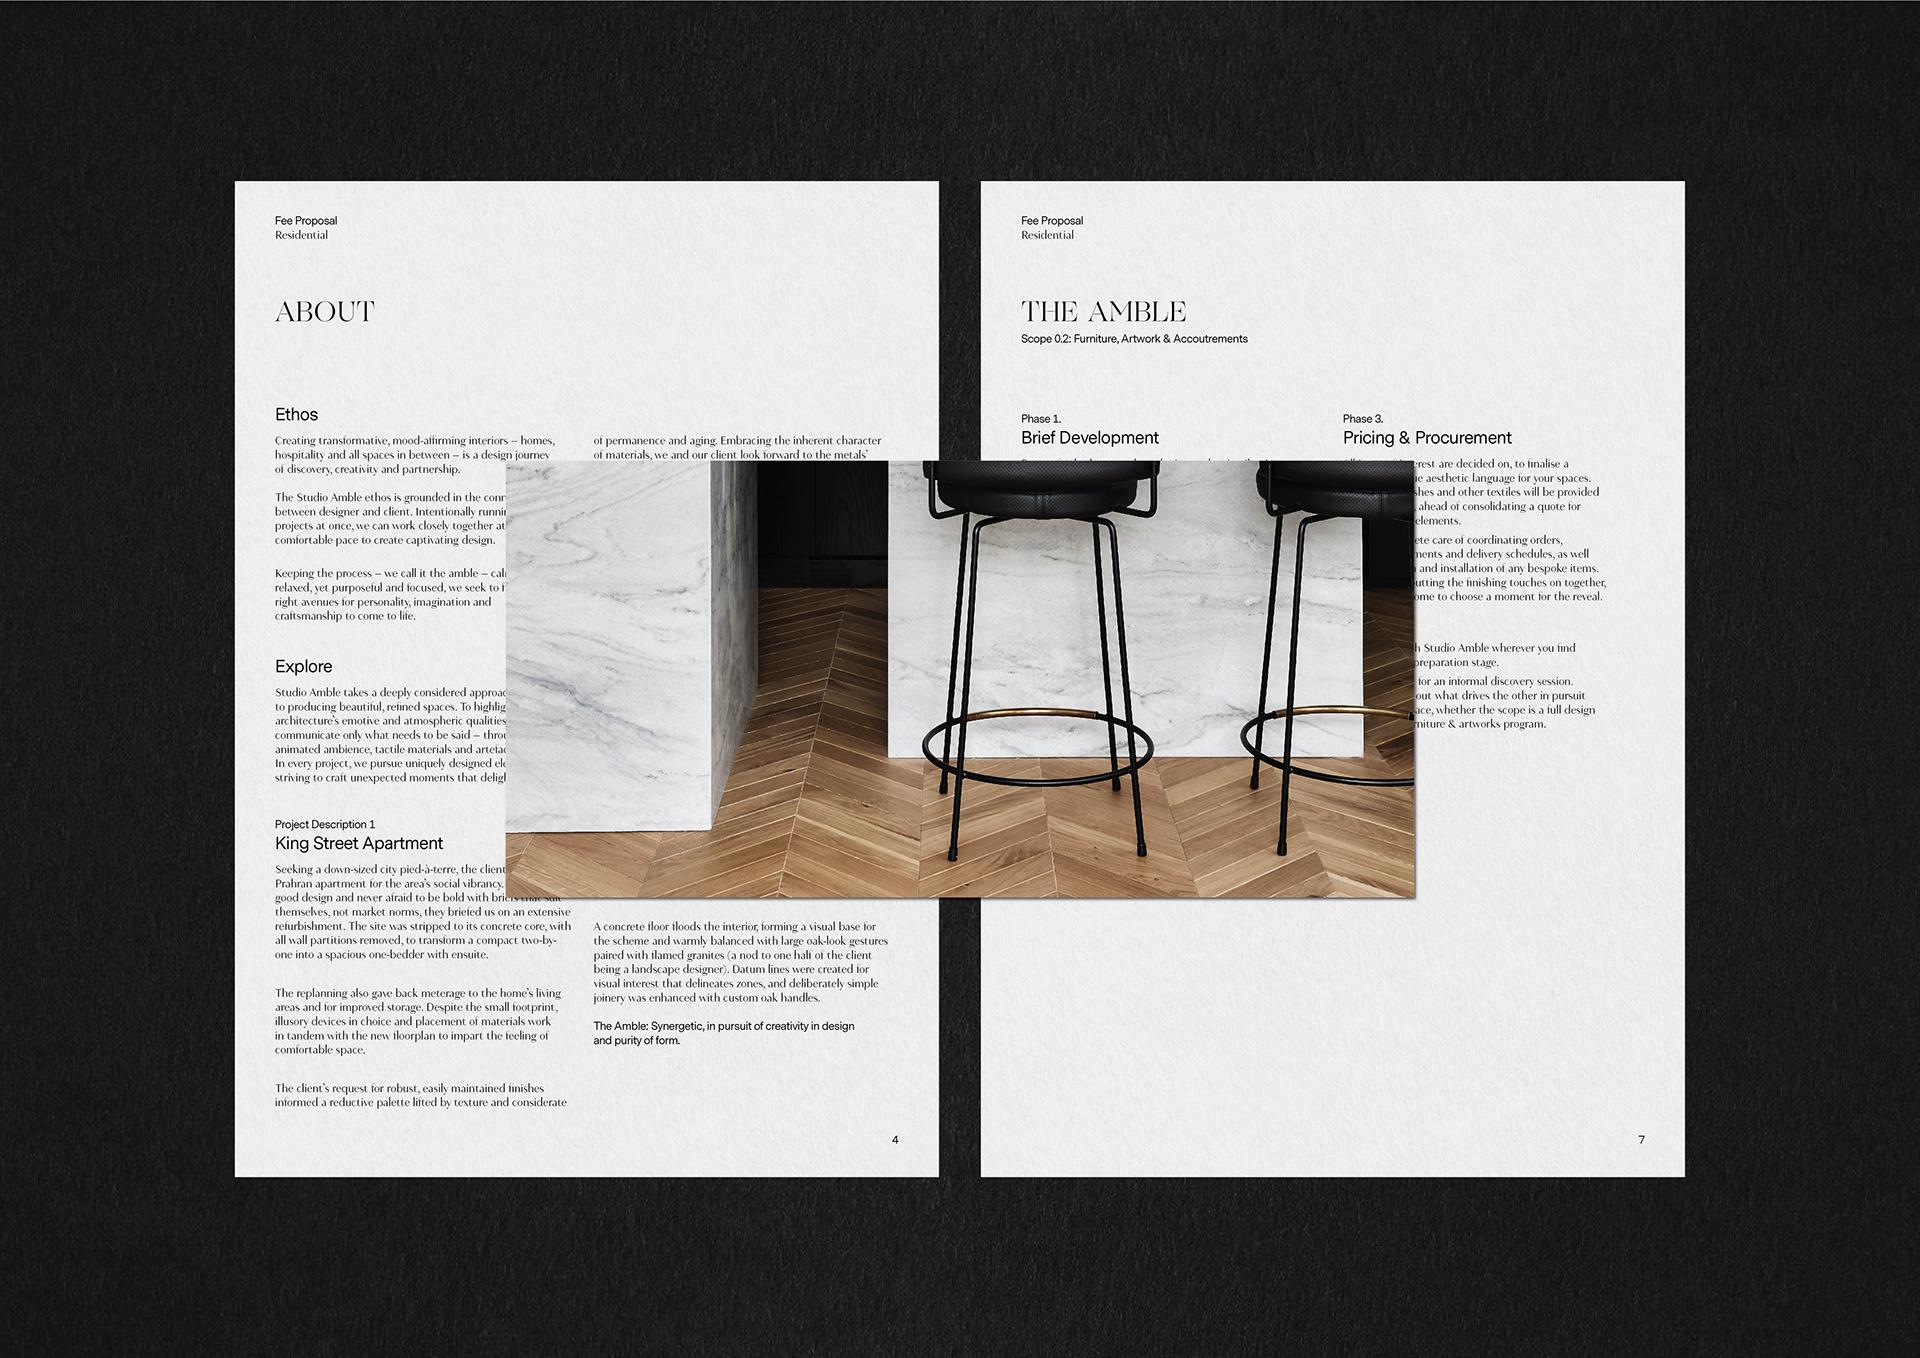 Fee Proposal
Residential
ABOUT
Ethos
Creating transformative, mood-affirming interiors – homes,
hospitality and all spaces in between – is a design journey
of discovery, creativity and partnership.
The Studio Amble ethos is grounded in the
between designer and client. Intentionally
projects at once, we can work closely together at
comfortable pace to create captivating design.
Keeping the process – we call it the amble –
relaxed, yet purposeful and focused, we seek to
right avenues for personality, imagination and
craftsmanship to come to life.
Explore
Studio Amble takes a deeply considered
to producing beautiful, refined spaces. To
architecture's emotive and atmospheric qualities
communicate only what needs to be said –
animated ambience, tactile materials and
In every project, we pursue uniquely designed
striving to craft unexpected moments that
Project Description 1
King Street Apartment
Seeking a down-sized city pied-à-terre, the client
Prahran apartment for the area's social vibrancy.
good design and never afraid to be bold with briefs that suit
themselves, not market norms, they briefed us on an extensive
refurbishment. The site was stripped to its concrete core, with
all wall partitions removed, to transform a compact two-by-
one into a spacious one-bedder with ensuite.
The replanning also gave back meterage to the home's living
areas and for improved storage. Despite the small footprint,
illusory devices in choice and placement of materials work
in tandem with the new floorplan to impart the feeling of
comfortable space.
The client's request for robust, easily maintained finishes
informed a reductive palette lifted by texture and considerate
of permanence and aging. Embracing the inherent character
of materials, we and our client look forward to the metals'
A concrete floor floods the interior, forming a visual base for
the scheme and warmly balanced with large oak-look gestures
paired with flamed granites (a nod to one half of the client
being a landscape designer). Datum lines were created for
visual interest that delineates zones, and deliberately simple
joinery was enhanced with custom oak handles.
The Amble: Synergetic, in pursuit of creativity in design
and purity of form.
4
Fee Proposal
Residential
THE AMBLE
Scope 0.2: Furniture, Artwork & Accoutrements
Phase 1.
Brief Development
Phase 3.
Pricing & Procurement
are decided on, to finalise a
aesthetic language for your spaces.
and other textiles will be provided
, ahead of consolidating a quote for
elements.
care of coordinating orders,
and delivery schedules, as well
and installation of any bespoke items.
the finishing touches on together,
to choose a moment for the reveal.
Studio Amble wherever you find
preparation stage.
for an informal discovery session.
out what drives the other in pursuit
, whether the scope is a full design
& artworks program.
7